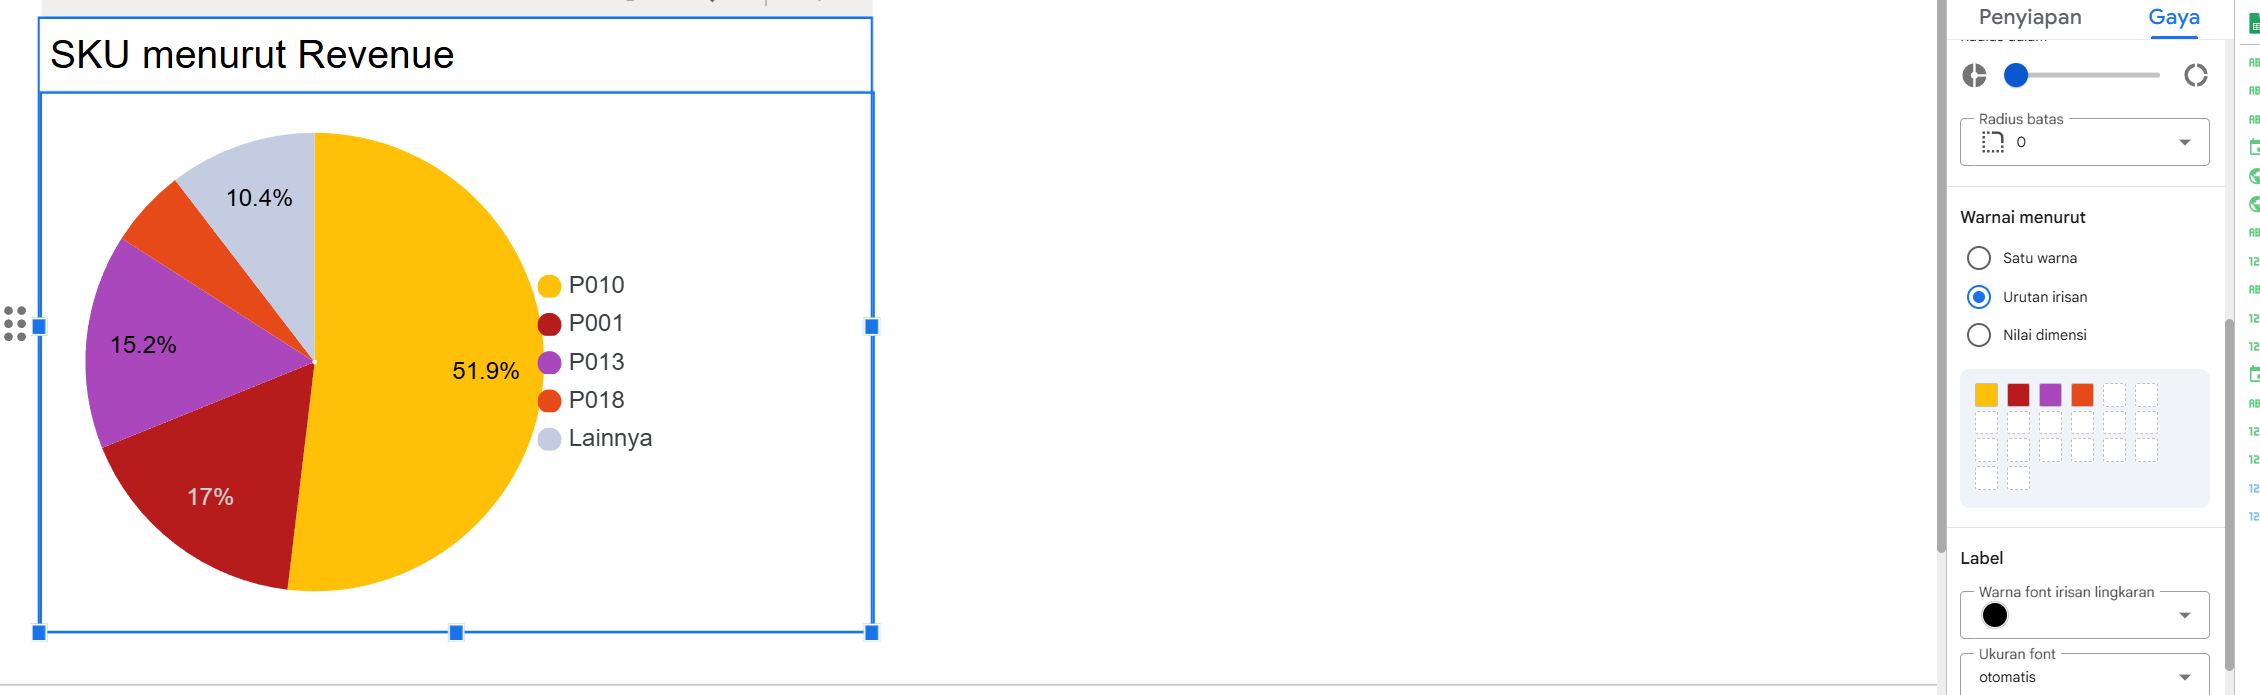 SKU menurut Revenue
10.4%
15.2%
51.9%
17%
P010
P001
P013
P018
Lainnya
Penyiapan
Gaya
Radius batas
0
Warnai menurut
Satu warna
Urutan irisan
Nilai dimensi
Label
Warna font irisan lingkaran
Ukuran font
otomatis